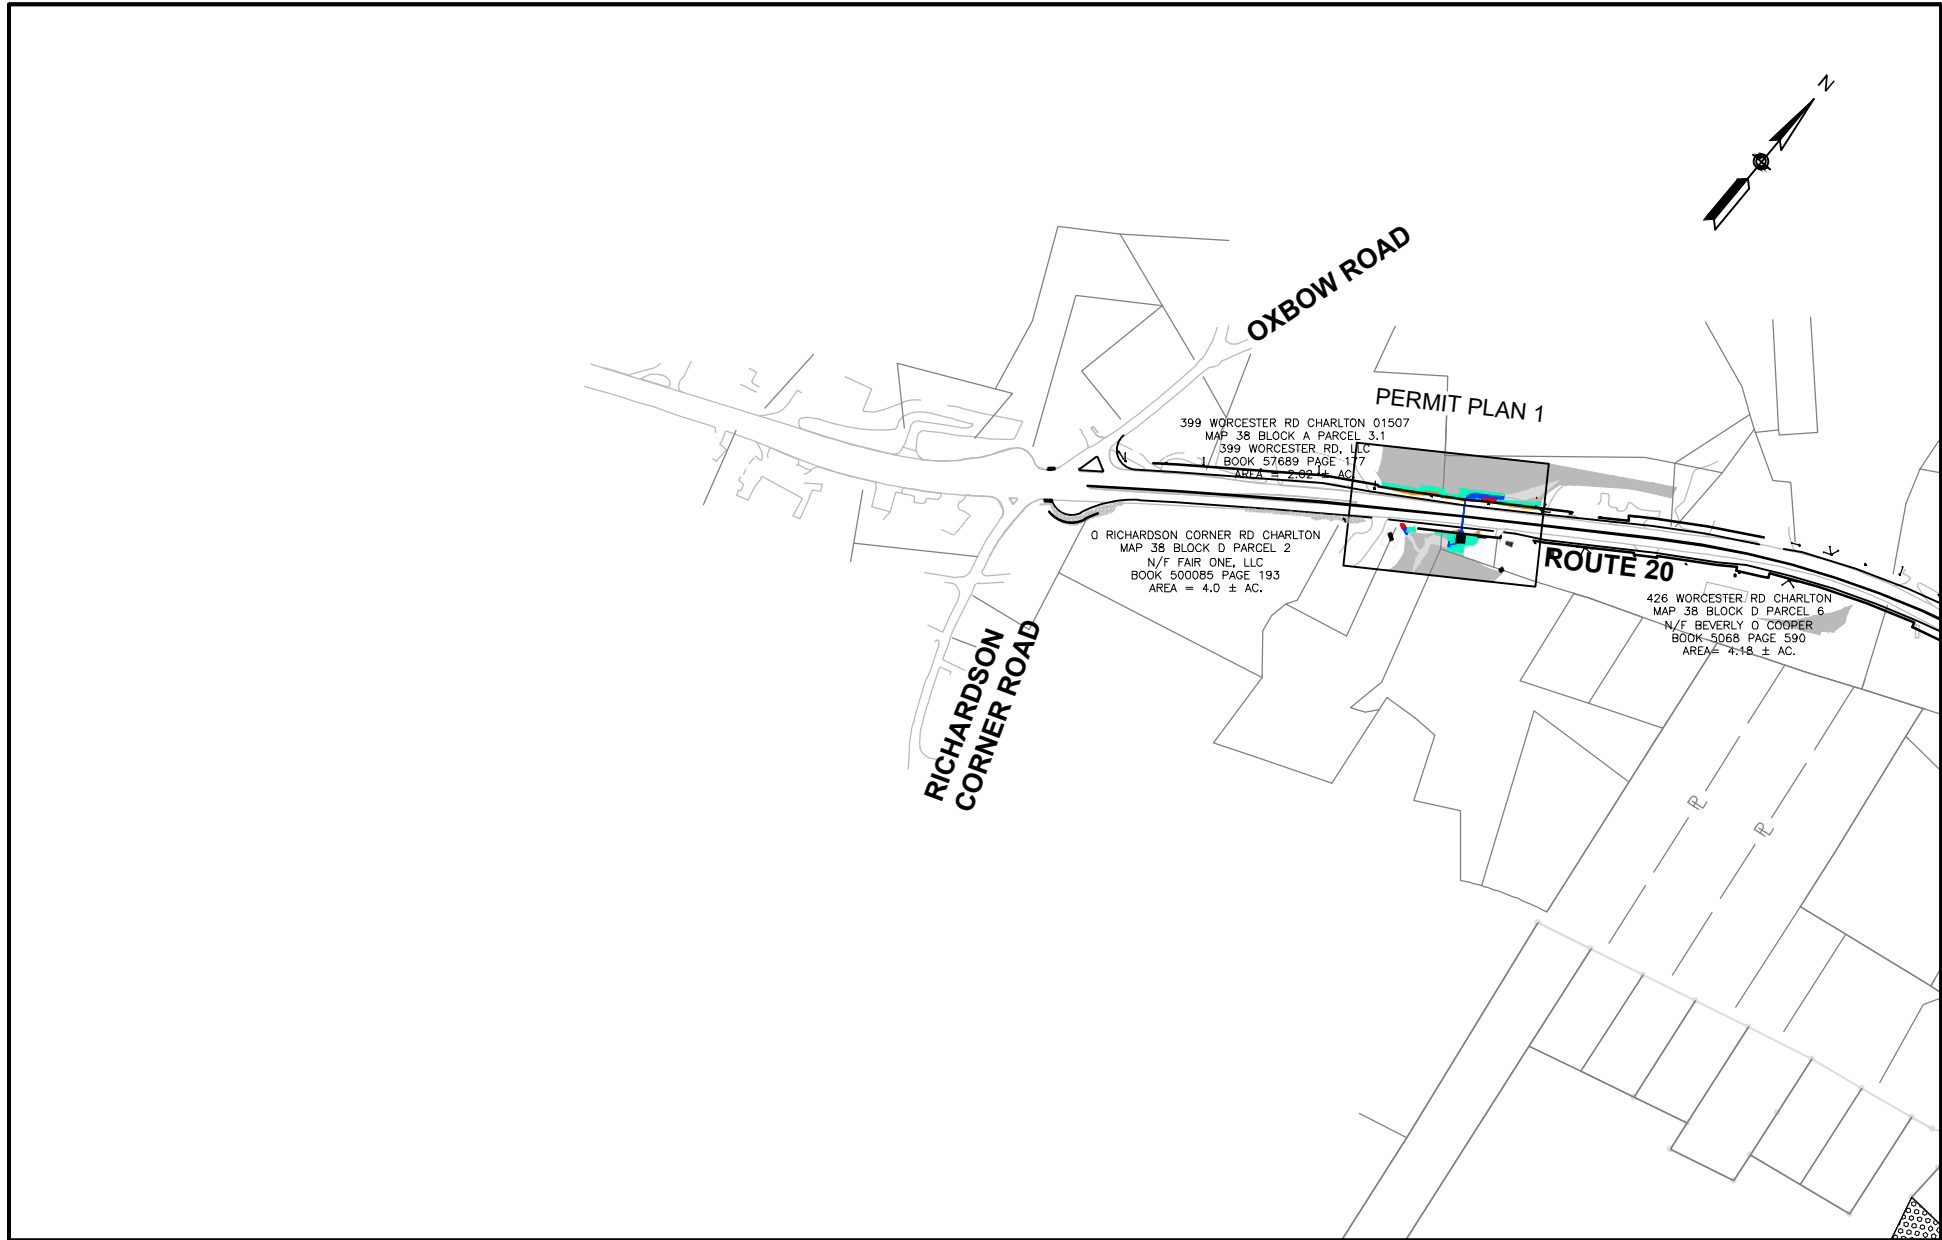 N
OXBOW ROAD
PERMIT PLAN 1
399 WORCESTER RD CHARLTON 01507
MAP 38 BLOCK A PARCEL 3.1
399 WORCESTER RD, LLC
BOOK 57689 PAGE 177
AREA = 2.02 ± AC.
0 RICHARDSON CORNER RD CHARLTON
MAP 38 BLOCK D PARCEL 2
N/F FAIR ONE, LLC
BOOK 500085 PAGE 193
AREA = 4.0 ± AC.
ROUTE 20
426 WORCESTER RD CHARLTON
MAP 38 BLOCK D PARCEL 6
N/F BEVERLY O COOPER
BOOK 5068 PAGE 590
AREA= 4.18 ± AC.
RICHARDSON
CORNER ROAD
PL
PL